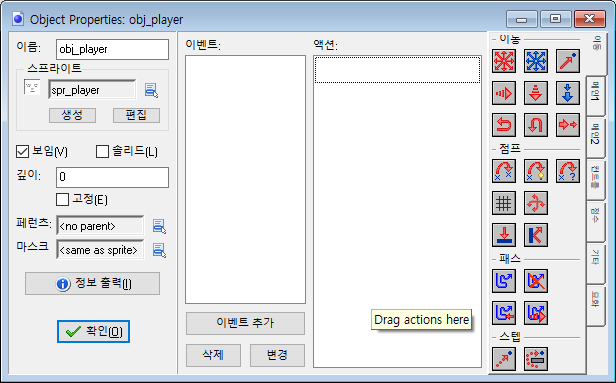 Object Properties: obj_player
이름:
obj_player
스프라이트
spr_player
생성
편집
보임(V)
솔리드(L)
깊이:
0
고정(E)
페런츠:
<no parent>
마스크
<same as sprite>
정보 출력(I)
확인(O)
이벤트:
이벤트 추가
삭제
변경
액션:
Drag actions here
이동
점프
패스
스텝
이동
메인1
메인2
컨트롤
점수
기타
묘화